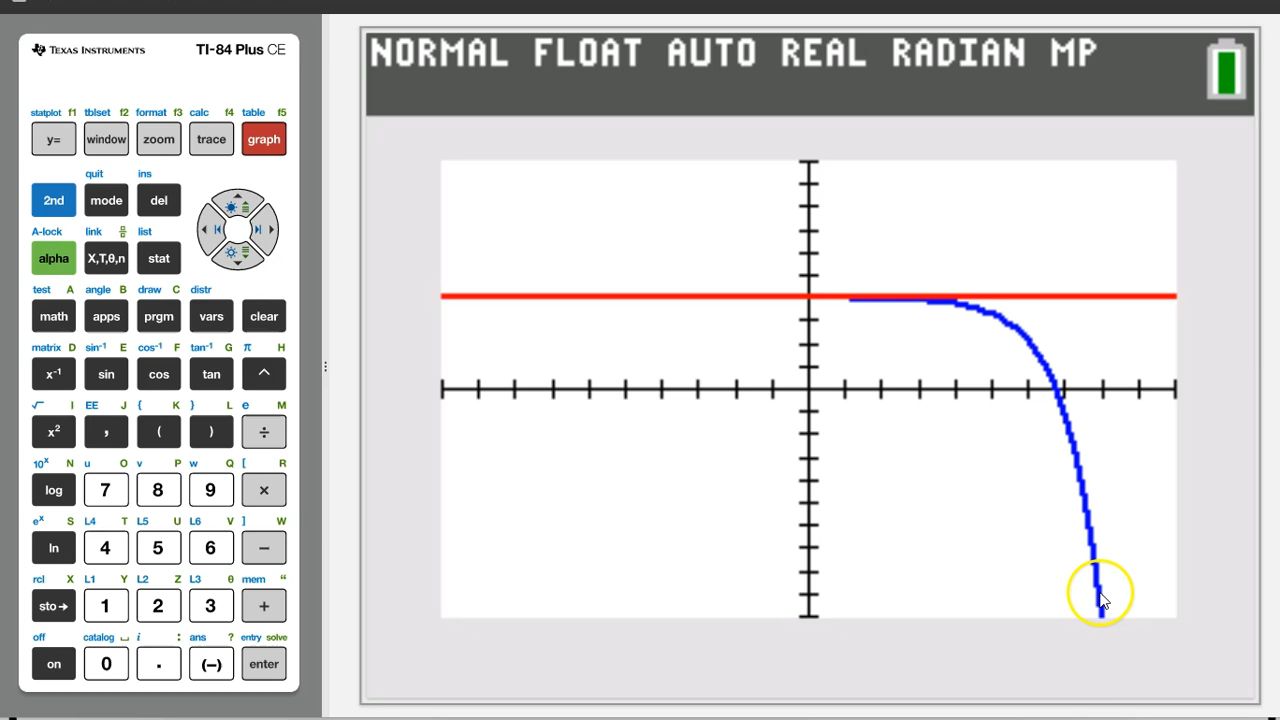 TEXAS INSTRUMENTS TI-84 Plus CE
NORMAL FLOAT AUTO REAL RADIAN MP
statplot f1 tblset f2 format f3 calc f4 table f5
y= window zoom trace graph
quit ins
2nd mode del
A-lock link list
alpha X,T,θ,n stat
test A angle B draw C distr
math apps prgm vars clear
matrix D sin⁻¹ E cos⁻¹ F tan⁻¹ G π H
x⁻¹ sin cos tan ^
√ I EE J { K } L e M
x² , ( ) ÷
10ˣ N u O v P w Q [ R
log 7 8 9 ×
eˣ S L4 T L5 U L6 V ] W
ln 4 5 6 −
rcl X L1 Y L2 Z L3 θ mem “
sto→ 1 2 3 +
off catalog ␣ i : ans ? entry solve
on 0 . (−) enter